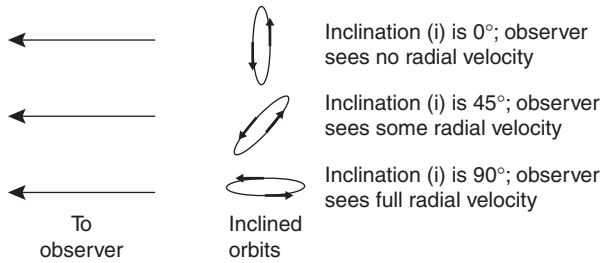 Inclination (i) is 0°; observer
sees no radial velocity
Inclination (i) is 45°; observer
sees some radial velocity
Inclination (i) is 90°; observer
sees full radial velocity
To
observer
Inclined
orbits